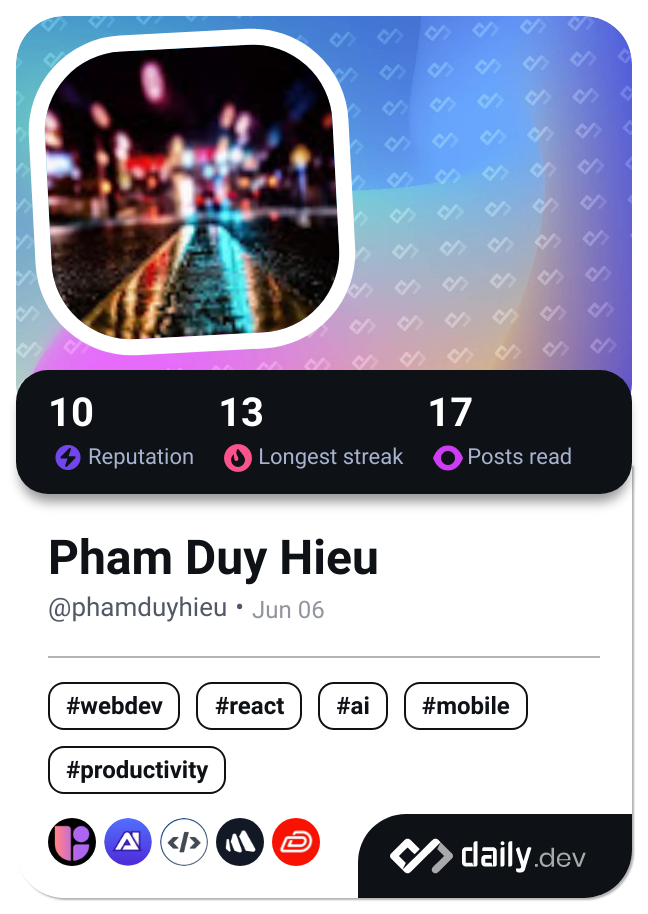 10 13 17
Reputation Longest streak Posts read
Pham Duy Hieu
@phamduyhieu • Jun 06
#webdev #react #ai #mobile
#productivity
</>
daily.dev